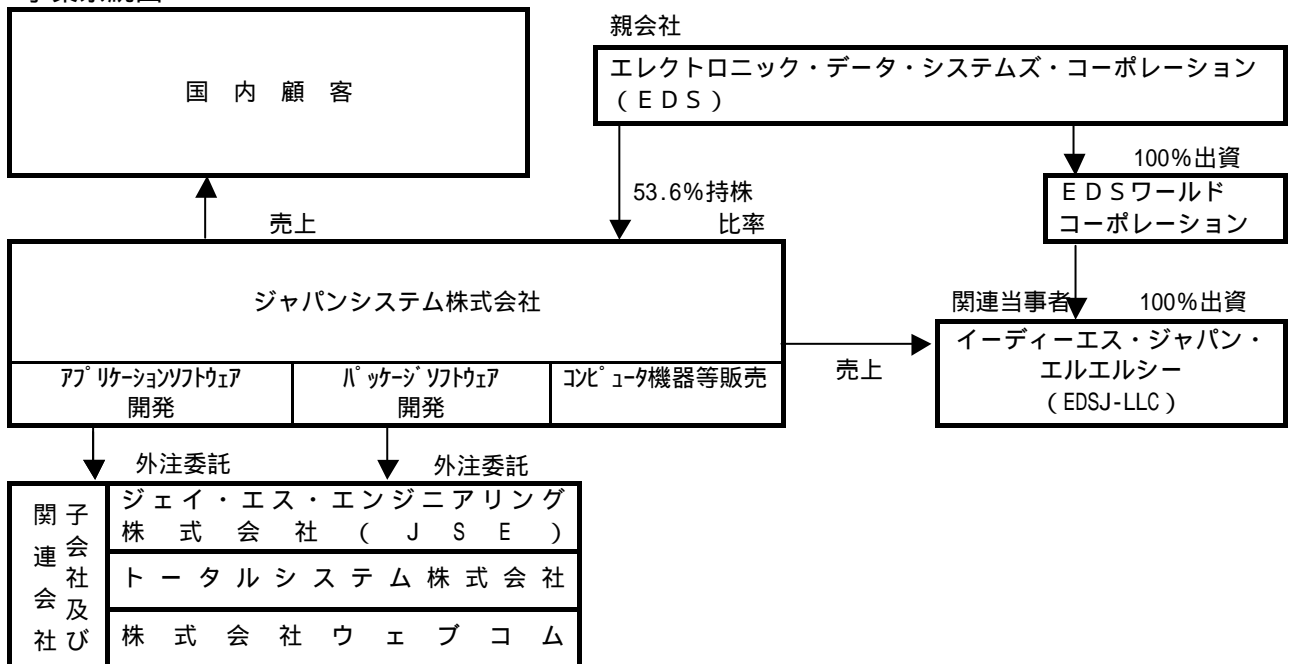 親会社
国 内 顧 客
エレクトロニック・データ・システムズ・コーポレーション
(ＥＤＳ)
100%出資
53.6%持株
比率
ＥＤＳワールド
コーポレーション
売上
ジャパンシステム株式会社
関連当事者
100%出資
イーディーエス・ジャパン・
エルエルシー
(EDSJ-LLC)
売上
ｱﾌﾟﾘｹｰｼｮﾝｿﾌﾄｳｪｱ
開発
ﾊﾟｯｹｰｼﾞｿﾌﾄｳｪｱ
開発
ｺﾝﾋﾟｭｰﾀ機器等販売
外注委託
外注委託
子会社及び
関連会社
ジェイ・エス・エンジニアリング
株式会社(ＪＳＥ)
トータルシステム株式会社
株式会社ウェブコム